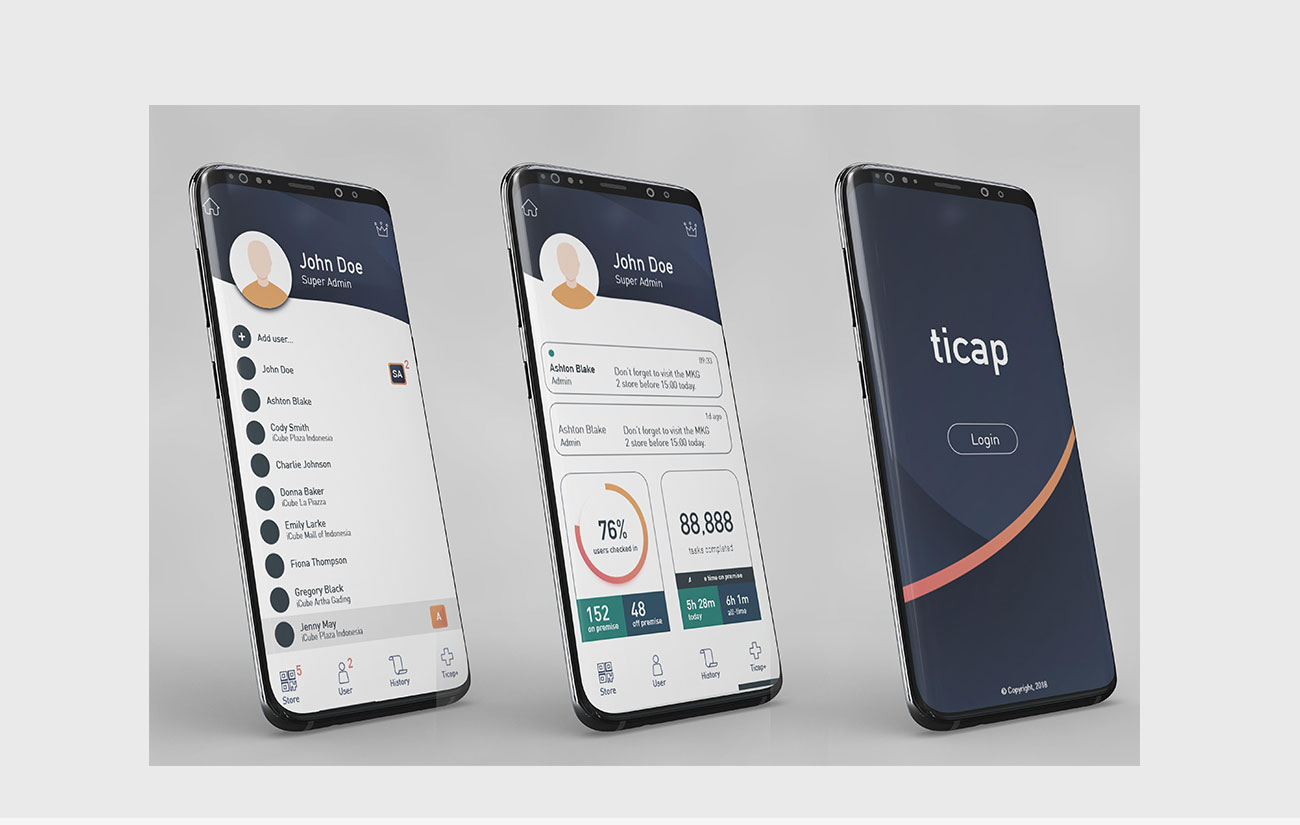 John Doe
Super Admin
Add user...
John Doe
SA
2
Ashton Blake
Cody Smith
iCube Plaza Indonesia
Charlie Johnson
Donna Baker
iCube La Piazza
Emily Larke
iCube Mall of Indonesia
Fiona Thompson
Gregory Black
iCube Artha Gading
Jenny May
iCube Plaza Indonesia
A
5
Store
2
User
History
Ticap+
John Doe
Super Admin
09:33
Ashton Blake
Admin
Don't forget to visit the MKG
2 store before 15:00 today.
1d ago
Ashton Blake
Admin
Don't forget to visit the MKG
2 store before 15:00 today.
76%
users checked in
152
on premise
48
off premise
88,888
tasks completed
A e time on premise
5h 28m
today
6h 1m
all-time
Store
User
History
Ticap+
ticap
Login
© Copyright, 2018